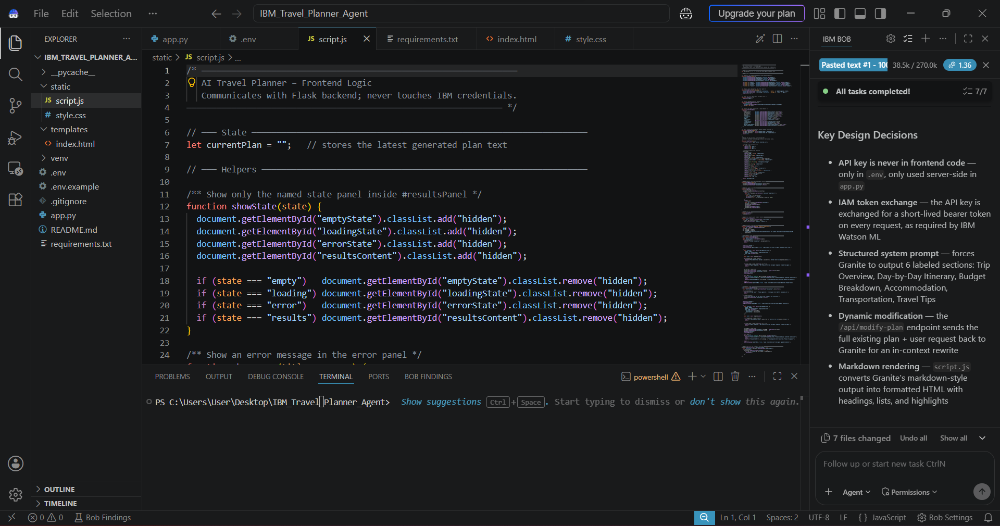 File Edit Selection ···
IBM_Travel_Planner_Agent
Upgrade your plan
EXPLORER ···
IBM_TRAVEL_PLANNER_A...
__pycache__
static
JS script.js
# style.css
templates
<> index.html
venv
.env
.env.example
.gitignore
app.py
README.md
requirements.txt
OUTLINE
TIMELINE
app.py
.env
JS script.js
requirements.txt
<> index.html
# style.css
static > JS script.js > ...
1 /* ════════════════════════════════
2 AI Travel Planner – Frontend Logic
3 Communicates with Flask backend; never touches IBM credentials.
4 ════════════════════════════════ */
5
6 // ─── State ────────────────────────────────
7 let currentPlan = "";   // stores the latest generated plan text
8
9 // ─── Helpers ────────────────────────────────
10
11 /** Show only the named state panel inside #resultsPanel */
12 function showState(state) {
13   document.getElementById("emptyState").classList.add("hidden");
14   document.getElementById("loadingState").classList.add("hidden");
15   document.getElementById("errorState").classList.add("hidden");
16   document.getElementById("resultsContent").classList.add("hidden");
17
18   if (state === "empty")   document.getElementById("emptyState").classList.remove("hidden");
19   if (state === "loading") document.getElementById("loadingState").classList.remove("hidden");
20   if (state === "error")   document.getElementById("errorState").classList.remove("hidden");
21   if (state === "results") document.getElementById("resultsContent").classList.remove("hidden");
22 }
23
24 /** Show an error message in the error panel */
PROBLEMS OUTPUT DEBUG CONSOLE TERMINAL PORTS BOB FINDINGS
powershell
PS C:\Users\User\Desktop\IBM_Travel_Planner_Agent> Show suggestions Ctrl+Space. Start typing to dismiss or don't show this again.
IBM BOB
Pasted text #1 - 100 38.5k / 270.0k 1.36
All tasks completed! 7/7
Key Design Decisions
• API key is never in frontend code —
only in .env, only used server-side in
app.py
• IAM token exchange — the API key is
exchanged for a short-lived bearer token
on every request, as required by IBM
Watson ML
• Structured system prompt — forces
Granite to output 6 labeled sections: Trip
Overview, Day-by-Day Itinerary, Budget
Breakdown, Accommodation,
Transportation, Travel Tips
• Dynamic modification — the
/api/modify-plan endpoint sends the
full existing plan + user request back to
Granite for an in-context rewrite
• Markdown rendering — script.js
converts Granite's markdown-style
output into formatted HTML with
headings, lists, and highlights
7 files changed Undo all Show all
Follow up or start new task CtrlN
Agent Permissions
0 0 Bob Findings
Ln 1, Col 1 Spaces: 2 UTF-8 LF { } JavaScript Bob Settings